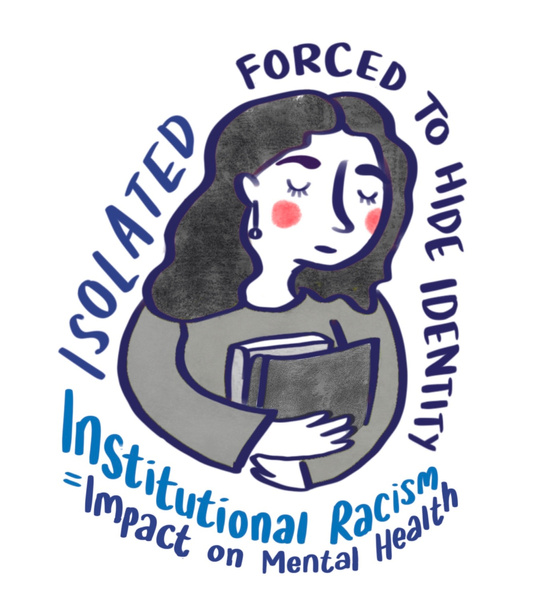 ISOLATED
FORCED TO HIDE IDENTITY
Institutional Racism
=Impact on Mental Health